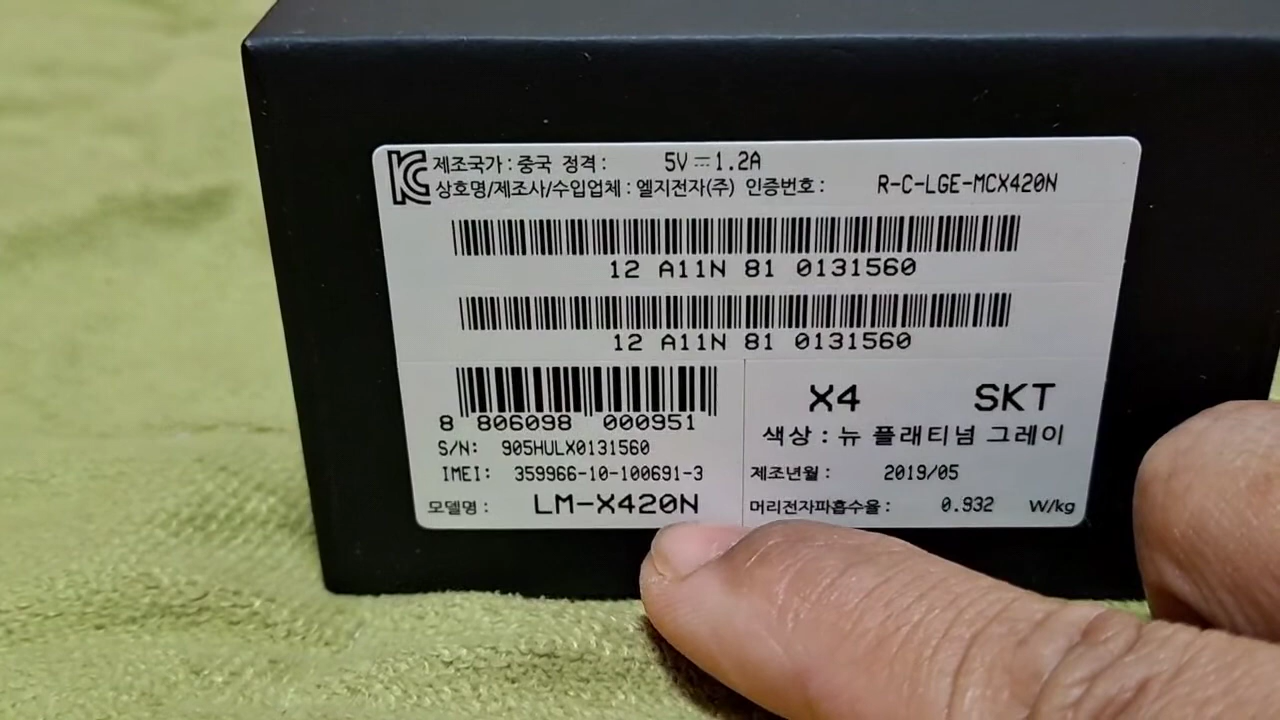 KC 제조국가 : 중국 정격 : 5V⎓1.2A
상호명/제조사/수입업체 : 엘지전자(주) 인증번호 : R-C-LGE-MCX420N
12 A11N 81 0131560
12 A11N 81 0131560
8 806098 000951
S/N: 905HULX0131560
IMEI: 359966-10-100691-3
모델명 : LM-X420N
X4 SKT
색상 : 뉴 플래티넘 그레이
제조년월 : 2019/05
머리전자파흡수율 : 0.932 W/kg